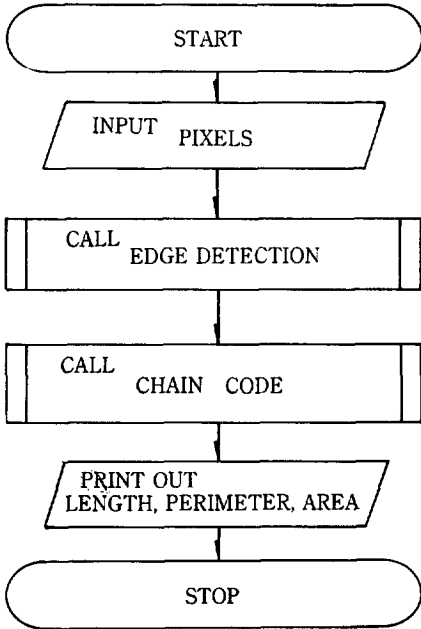 START
INPUT
PIXELS
CALL
EDGE DETECTION
CALL
CHAIN CODE
PRINT OUT
LENGTH, PERIMETER, AREA
STOP